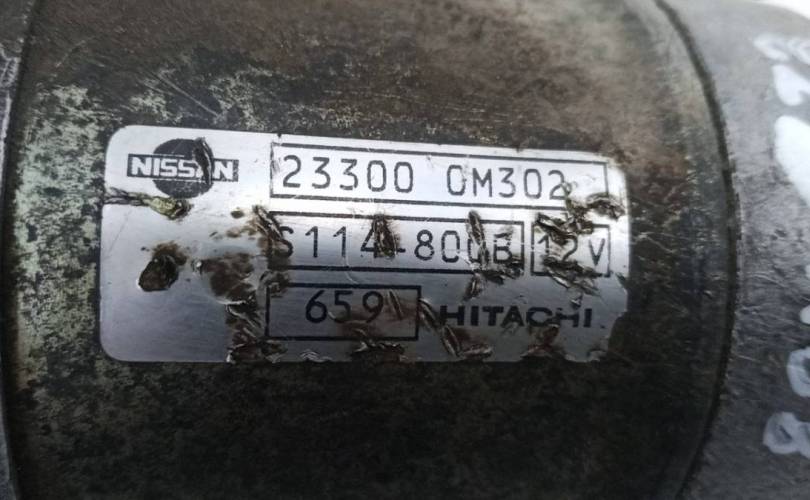 NISSAN
23300 0M302
S114-800B 12V
659 HITACHI